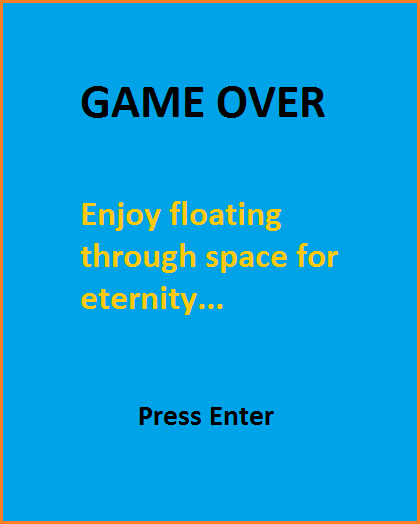 GAME OVER
Enjoy floating
through space for
eternity...
Press Enter